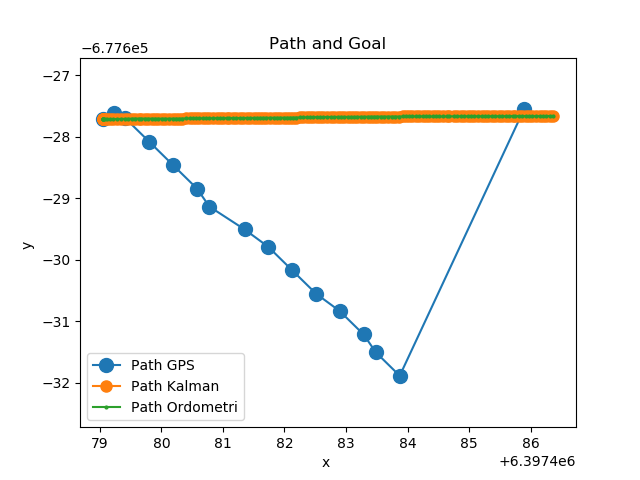 Path and Goal
−6.776e5
−27
−28
−29
−30
−31
−32
y
Path GPS
Path Kalman
Path Ordometri
79 80 81 82 83 84 85 86
x
+6.3974e6